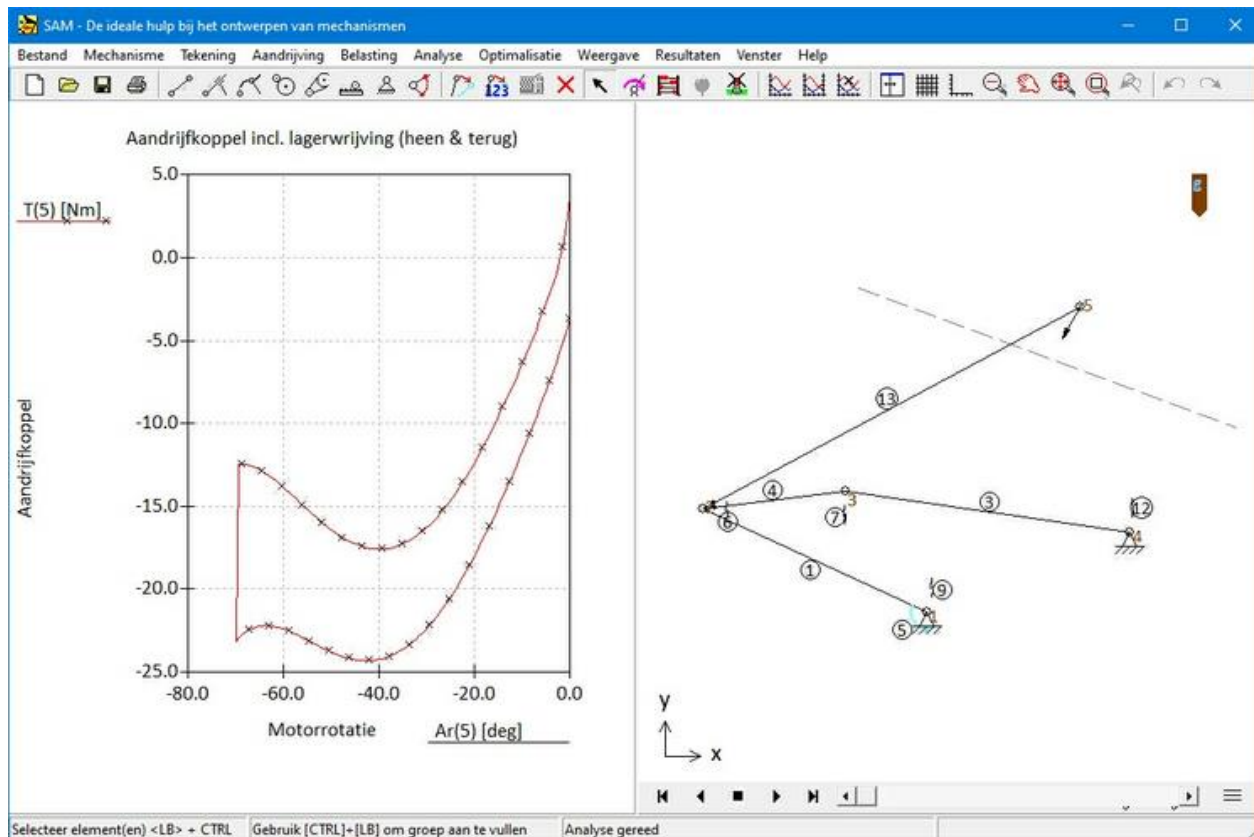 SAM - De ideale hulp bij het ontwerpen van mechanismen
Bestand Mechanisme Tekening Aandrijving Belasting Analyse Optimalisatie Weergave Resultaten Venster Help
123
Aandrijfkoppel incl. lagerwrijving (heen & terug)
T(5) [Nm]
5.0
0.0
-5.0
-10.0
-15.0
-20.0
-25.0
Aandrijfkoppel
-80.0 -60.0 -40.0 -20.0 0.0
Motorrotatie
Ar(5) [deg]
g
5
13
4
3
3
6
7
12
4
1
9
1
5
y
x
Selecteer element(en) <LB> + CTRL
Gebruik [CTRL]+[LB] om groep aan te vullen
Analyse gereed